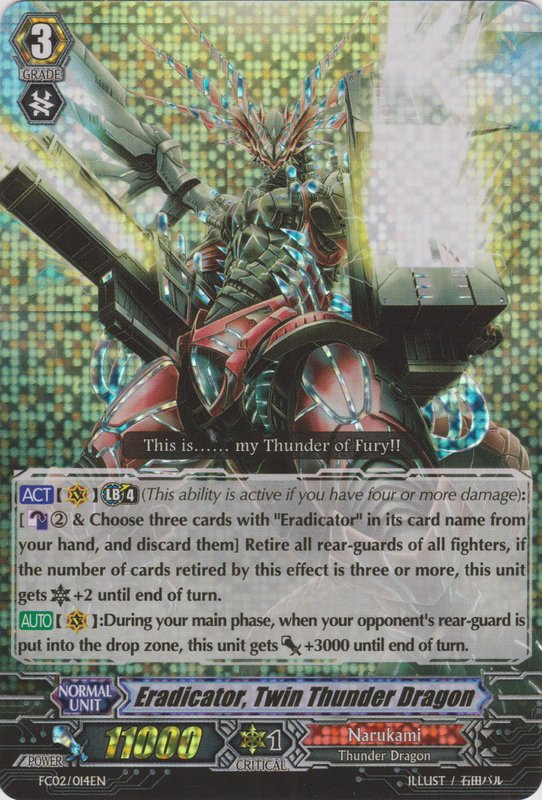 3
GRADE
This is...... my Thunder of Fury!!
ACT【 】LB 4 (This ability is active if you have four or more damage):
[ ② & Choose three cards with "Eradicator" in its card name from
your hand, and discard them] Retire all rear-guards of all fighters, if
the number of cards retired by this effect is three or more, this unit
gets +2 until end of turn.
AUTO【 】:During your main phase, when your opponent's rear-guard is
put into the drop zone, this unit gets +3000 until end of turn.
NORMAL
UNIT
Eradicator, Twin Thunder Dragon
POWER
11000
1
CRITICAL
Narukami
Thunder Dragon
FC02/014EN
ILLUST / 石田バル